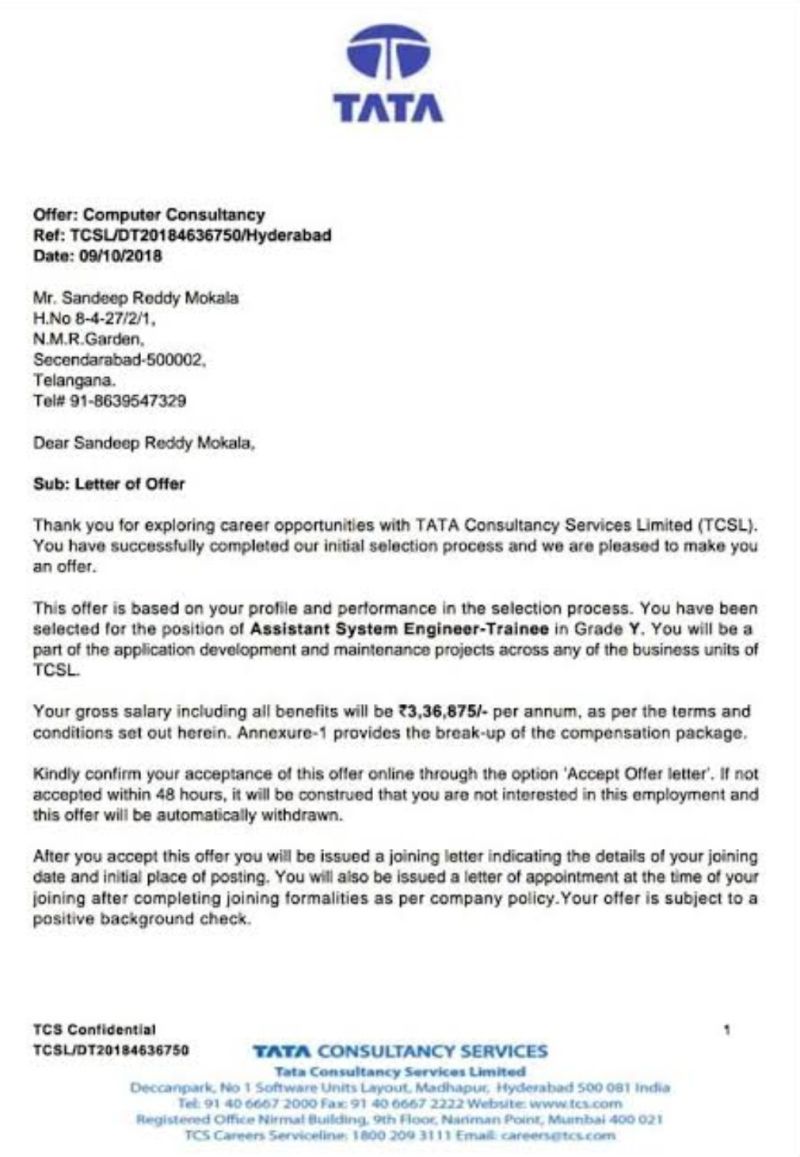 TATA
Offer: Computer Consultancy
Ref: TCSL/DT20184636750/Hyderabad
Date: 09/10/2018
Mr. Sandeep Reddy Mokala
H.No 8-4-27/2/1,
N.M.R.Garden,
Secendarabad-500002,
Telangana.
Tel# 91-8639547329
Dear Sandeep Reddy Mokala,
Sub: Letter of Offer
Thank you for exploring career opportunities with TATA Consultancy Services Limited (TCSL).
You have successfully completed our initial selection process and we are pleased to make you
an offer.
This offer is based on your profile and performance in the selection process. You have been
selected for the position of Assistant System Engineer-Trainee in Grade Y. You will be a
part of the application development and maintenance projects across any of the business units of
TCSL.
Your gross salary including all benefits will be ₹3,36,875/- per annum, as per the terms and
conditions set out herein. Annexure-1 provides the break-up of the compensation package.
Kindly confirm your acceptance of this offer online through the option 'Accept Offer letter'. If not
accepted within 48 hours, it will be construed that you are not interested in this employment and
this offer will be automatically withdrawn.
After you accept this offer you will be issued a joining letter indicating the details of your joining
date and initial place of posting. You will also be issued a letter of appointment at the time of your
joining after completing joining formalities as per company policy.Your offer is subject to a
positive background check.
TCS Confidential 1
TCSL/DT20184636750
TATA CONSULTANCY SERVICES
Tata Consultancy Services Limited
Deccanpark, No 1 Software Units Layout, Madhapur, Hyderabad 500 081 India
Tel: 91 40 6667 2000 Fax: 91 40 6667 2222 Website: www.tcs.com
Registered Office Nirmal Building, 9th Floor, Nariman Point, Mumbai 400 021
TCS Careers Serviceline: 1800 209 3111 Email: careers@tcs.com